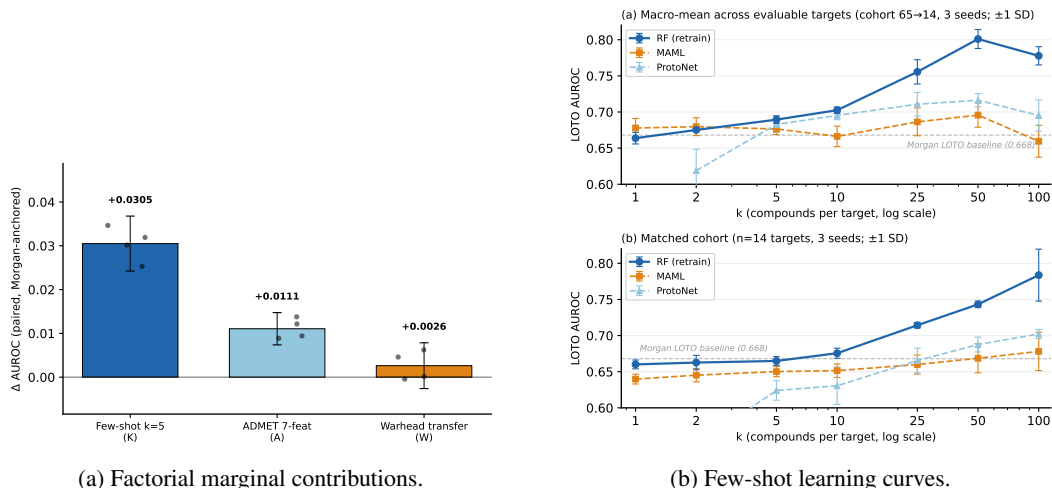 Δ AUROC (paired, Morgan-anchored)
0.04
0.03
0.02
0.01
0.00
+0.0305
+0.0111
+0.0026
Few-shot k=5
(K)
ADMET 7-feat
(A)
Warhead transfer
(W)
(a) Factorial marginal contributions.
(a) Macro-mean across evaluable targets (cohort 65→14, 3 seeds; ±1 SD)
LOTO AUROC
0.80
0.75
0.70
0.65
0.60
RF (retrain)
MAML
ProtoNet
Morgan LOTO baseline (0.668)
1 2 5 10 25 50 100
k (compounds per target, log scale)
(b) Matched cohort (n=14 targets, 3 seeds; ±1 SD)
LOTO AUROC
0.80
0.75
0.70
0.65
0.60
RF (retrain)
MAML
ProtoNet
Morgan LOTO baseline (0.668)
1 2 5 10 25 50 100
k (compounds per target, log scale)
(b) Few-shot learning curves.